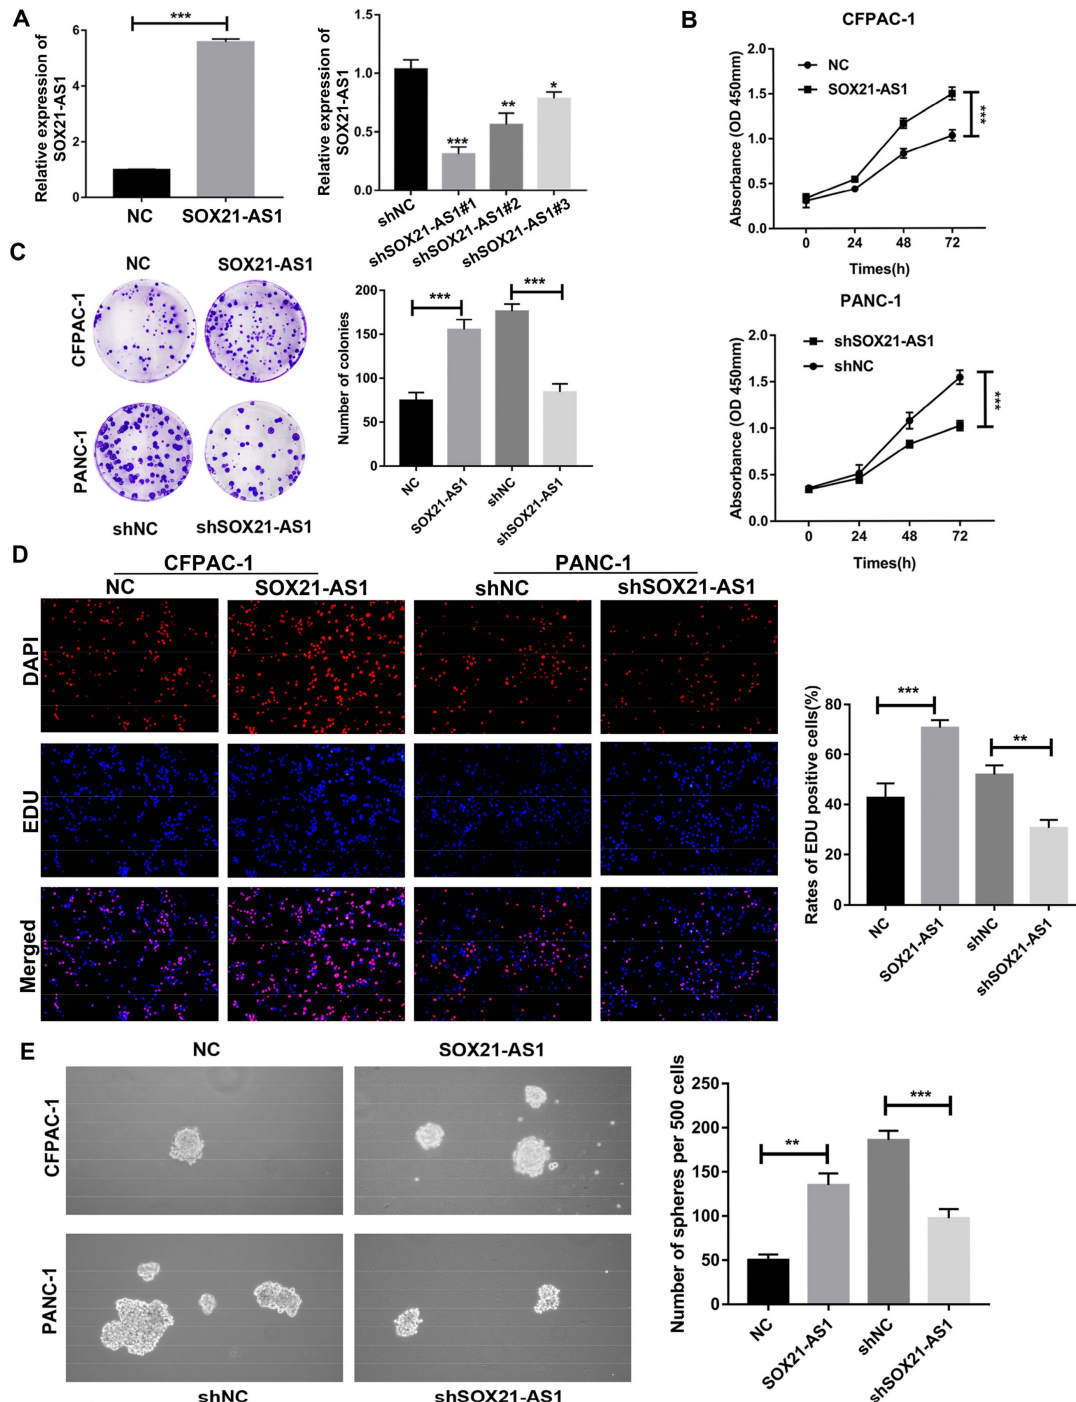 A
Relative expression of
SOX21-AS1
6
4
2
0
***
NC
SOX21-AS1
Relative expression of
SOX21-AS1
1.5
1.0
0.5
0.0
***
**
*
shNC
shSOX21-AS1#1
shSOX21-AS1#2
shSOX21-AS1#3
B
CFPAC-1
NC
SOX21-AS1
Absorbance (OD 450mm)
2.0
1.5
1.0
0.5
0.0
***
0 24 48 72
Times(h)
PANC-1
shSOX21-AS1
shNC
Absorbance (OD 450mm)
2.0
1.5
1.0
0.5
0.0
***
0 24 48 72
Times(h)
C
NC SOX21-AS1
CFPAC-1
PANC-1
shNC shSOX21-AS1
Number of colonies
200
150
100
50
0
***
***
NC
SOX21-AS1
shNC
shSOX21-AS1
D
CFPAC-1 PANC-1
NC SOX21-AS1 shNC shSOX21-AS1
DAPI
EDU
Merged
Rates of EDU positive cells(%)
80
60
40
20
0
***
**
NC
SOX21-AS1
shNC
shSOX21-AS1
E
NC SOX21-AS1
CFPAC-1
PANC-1
shNC shSOX21-AS1
Number of spheres per 500 cells
250
200
150
100
50
0
**
***
NC
SOX21-AS1
shNC
shSOX21-AS1